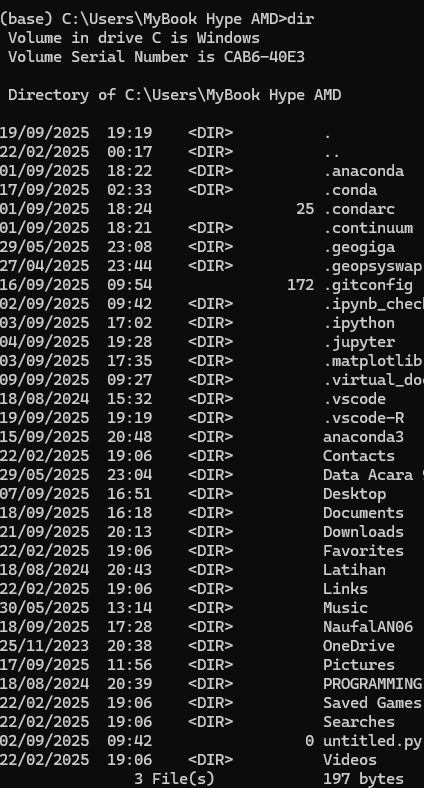 (base) C:\Users\MyBook Hype AMD>dir
Volume in drive C is Windows
Volume Serial Number is CAB6-40E3
Directory of C:\Users\MyBook Hype AMD
19/09/2025 19:19 <DIR> .
22/02/2025 00:17 <DIR> ..
01/09/2025 18:22 <DIR> .anaconda
17/09/2025 02:33 <DIR> .conda
01/09/2025 18:24 25 .condarc
01/09/2025 18:21 <DIR> .continuum
29/05/2025 23:08 <DIR> .geogiga
27/04/2025 23:44 <DIR> .geopsyswap
16/09/2025 09:54 172 .gitconfig
02/09/2025 09:42 <DIR> .ipynb_chec
03/09/2025 17:02 <DIR> .ipython
04/09/2025 19:28 <DIR> .jupyter
03/09/2025 17:35 <DIR> .matplotlib
09/09/2025 09:27 <DIR> .virtual_doc
18/08/2024 15:32 <DIR> .vscode
19/09/2025 19:19 <DIR> .vscode-R
15/09/2025 20:48 <DIR> anaconda3
22/02/2025 19:06 <DIR> Contacts
29/05/2025 23:04 <DIR> Data Acara
07/09/2025 16:51 <DIR> Desktop
18/09/2025 16:18 <DIR> Documents
21/09/2025 20:13 <DIR> Downloads
22/02/2025 19:06 <DIR> Favorites
18/08/2024 20:43 <DIR> Latihan
22/02/2025 19:06 <DIR> Links
30/05/2025 13:14 <DIR> Music
18/09/2025 17:28 <DIR> NaufalAN06
25/11/2023 20:38 <DIR> OneDrive
17/09/2025 11:56 <DIR> Pictures
18/08/2024 20:39 <DIR> PROGRAMMING
22/02/2025 19:06 <DIR> Saved Games
22/02/2025 19:06 <DIR> Searches
02/09/2025 09:42 0 untitled.py
22/02/2025 19:06 <DIR> Videos
3 File(s) 197 bytes